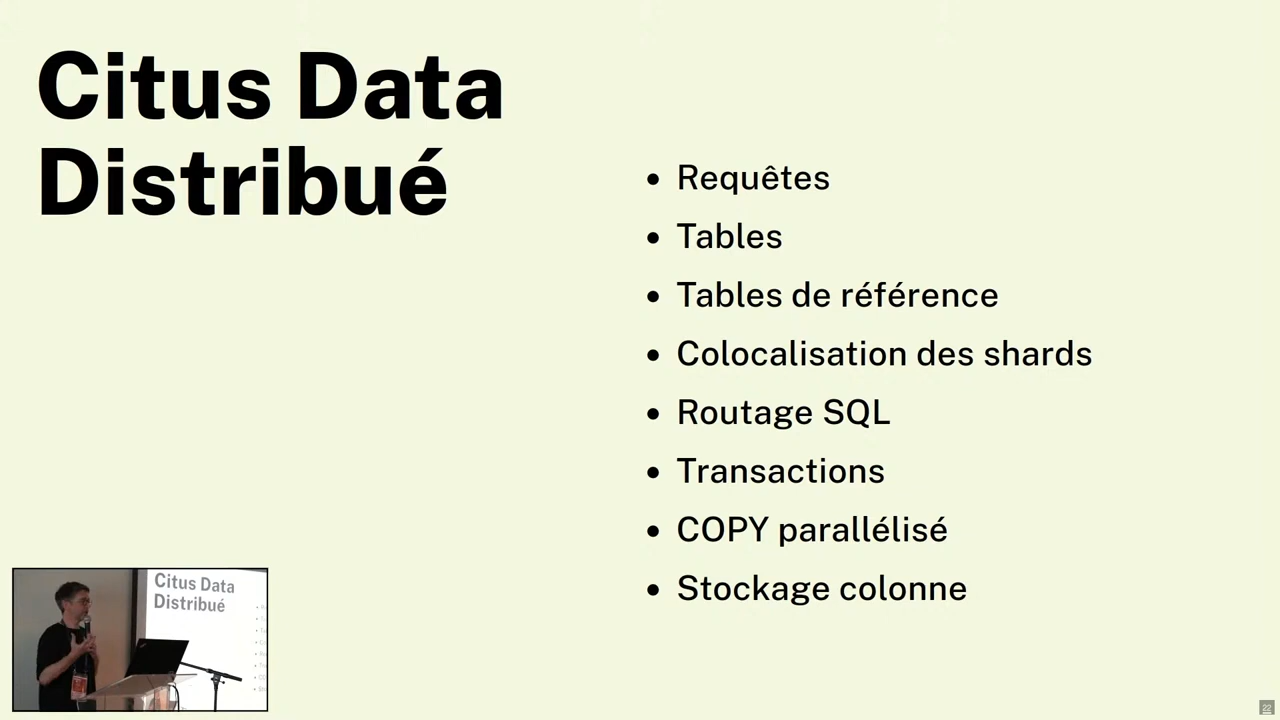 Citus Data
Distribué
Requêtes
Tables
Tables de référence
Colocalisation des shards
Routage SQL
Transactions
COPY parallélisé
Stockage colonne
Citus Data
Distribué
22